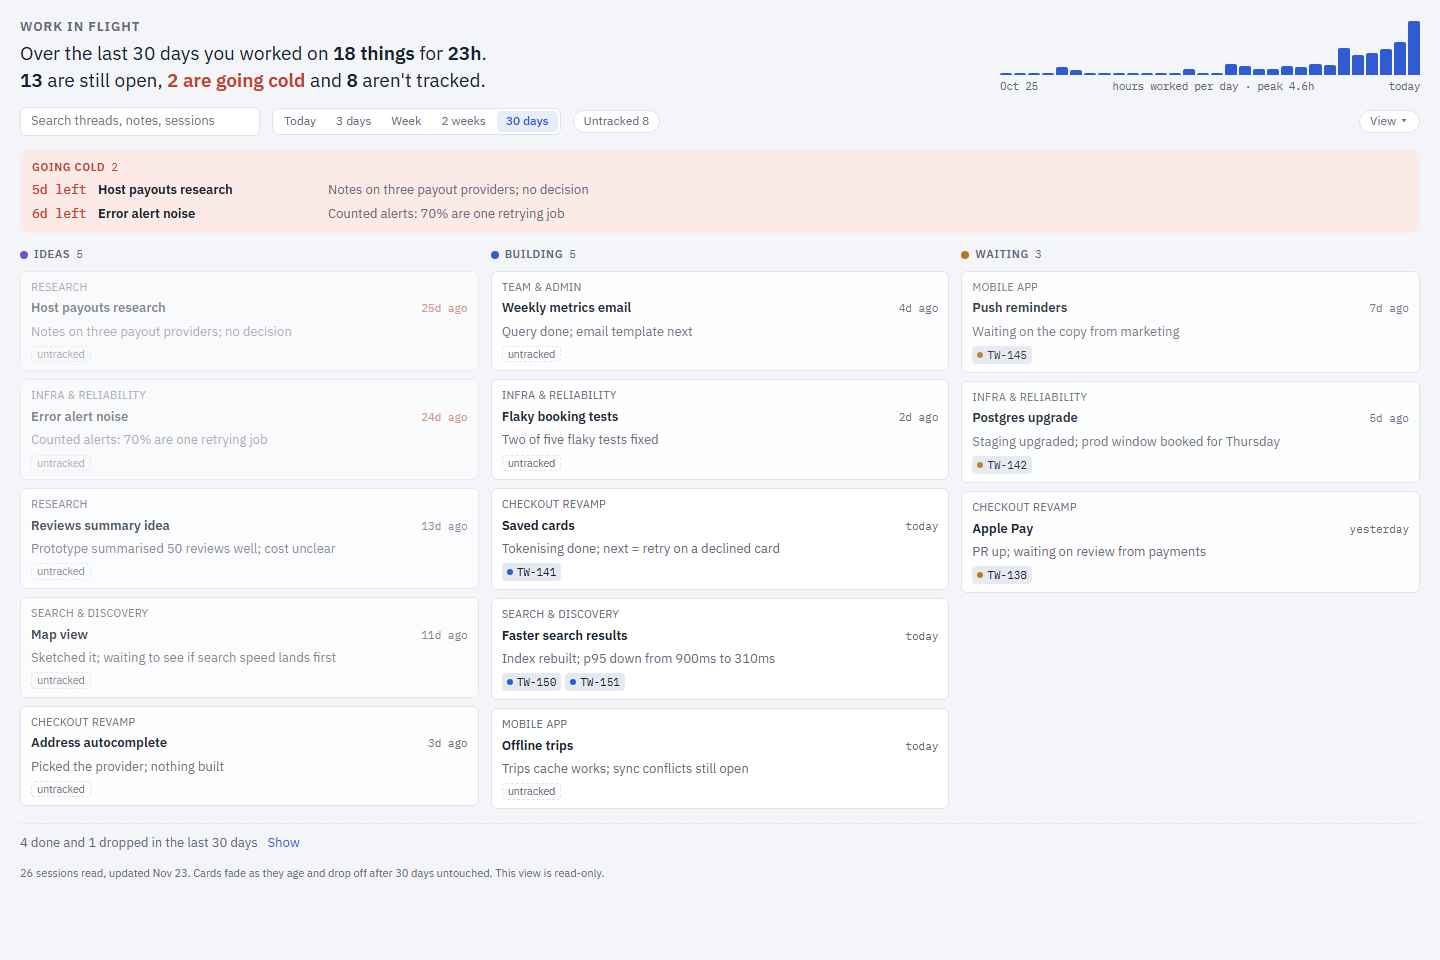 WORK IN FLIGHT
Over the last 30 days you worked on 18 things for 23h.
13 are still open, 2 are going cold and 8 aren't tracked.
Oct 25 hours worked per day · peak 4.6h today
Search threads, notes, sessions
Today 3 days Week 2 weeks 30 days
Untracked 8
View
GOING COLD 2
5d left Host payouts research Notes on three payout providers; no decision
6d left Error alert noise Counted alerts: 70% are one retrying job
IDEAS 5
RESEARCH
Host payouts research 25d ago
Notes on three payout providers; no decision
untracked
INFRA & RELIABILITY
Error alert noise 24d ago
Counted alerts: 70% are one retrying job
untracked
RESEARCH
Reviews summary idea 13d ago
Prototype summarised 50 reviews well; cost unclear
untracked
SEARCH & DISCOVERY
Map view 11d ago
Sketched it; waiting to see if search speed lands first
untracked
CHECKOUT REVAMP
Address autocomplete 3d ago
Picked the provider; nothing built
untracked
BUILDING 5
TEAM & ADMIN
Weekly metrics email 4d ago
Query done; email template next
untracked
INFRA & RELIABILITY
Flaky booking tests 2d ago
Two of five flaky tests fixed
untracked
CHECKOUT REVAMP
Saved cards today
Tokenising done; next = retry on a declined card
TW-141
SEARCH & DISCOVERY
Faster search results today
Index rebuilt; p95 down from 900ms to 310ms
TW-150 TW-151
MOBILE APP
Offline trips today
Trips cache works; sync conflicts still open
untracked
WAITING 3
MOBILE APP
Push reminders 7d ago
Waiting on the copy from marketing
TW-145
INFRA & RELIABILITY
Postgres upgrade 5d ago
Staging upgraded; prod window booked for Thursday
TW-142
CHECKOUT REVAMP
Apple Pay yesterday
PR up; waiting on review from payments
TW-138
4 done and 1 dropped in the last 30 days Show
26 sessions read, updated Nov 23. Cards fade as they age and drop off after 30 days untouched. This view is read-only.